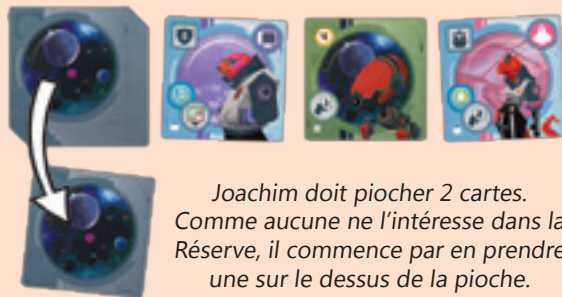 Joachim doit piocher 2 cartes.
Comme aucune ne l’intéresse dans la
Réserve, il commence par en prendre
une sur le dessus de la pioche.